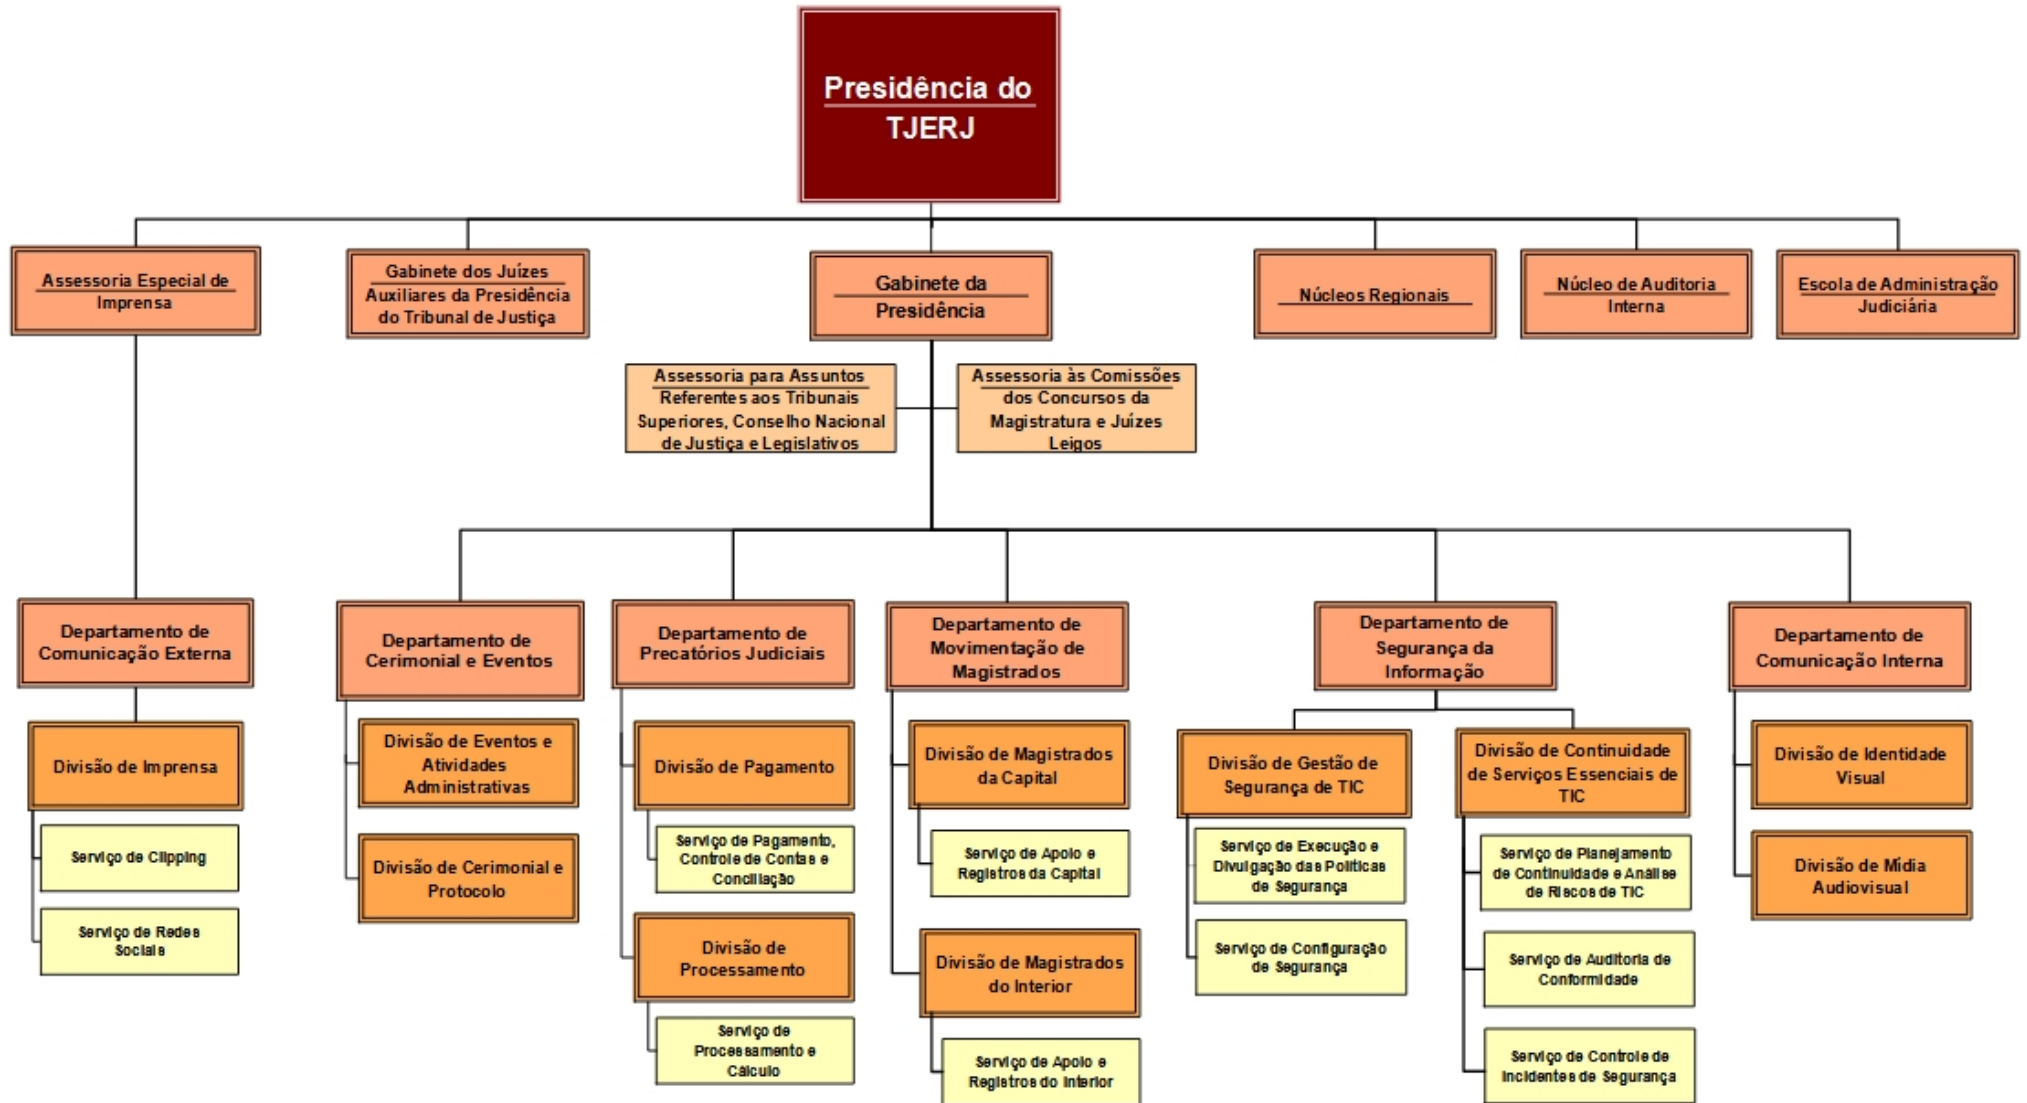 Presidência do
TJERJ
Assessoria Especial de
Imprensa
Gabinete dos Juízes
Auxiliares da Presidência
do Tribunal de Justiça
Gabinete da
Presidência
Núcleos Regionais
Núcleo de Auditoria
Interna
Escola de Administração
Judiciária
Assessoria para Assuntos
Referentes aos Tribunais
Superiores, Conselho Nacional
de Justiça e Legislativos
Assessoria às Comissões
dos Concursos da
Magistratura e Juízes
Leigos
Departamento de
Comunicação Externa
Departamento de
Cerimonial e Eventos
Departamento de
Precatórios Judiciais
Departamento de
Movimentação de
Magistrados
Departamento de
Segurança da
Informação
Departamento de
Comunicação Interna
Divisão de Imprensa
Serviço de Clipping
Serviço de Redes
Sociais
Divisão de Eventos e
Atividades
Administrativas
Divisão de Cerimonial e
Protocolo
Divisão de Pagamento
Serviço de Pagamento,
Controle de Contas e
Conciliação
Divisão de
Processamento
Serviço de
Processamento e
Cálculo
Divisão de Magistrados
da Capital
Serviço de Apoio e
Registros da Capital
Divisão de Magistrados
do Interior
Serviço de Apoio e
Registros do Interior
Divisão de Gestão de
Segurança de TIC
Serviço de Execução e
Divulgação das Políticas
de Segurança
Serviço de Configuração
de Segurança
Divisão de Continuidade
de Serviços Essenciais de
TIC
Serviço de Planejamento
de Continuidade e Análise
de Riscos de TIC
Serviço de Auditoria de
Conformidade
Serviço de Controle de
Incidentes de Segurança
Divisão de Identidade
Visual
Divisão de Mídia
Audiovisual